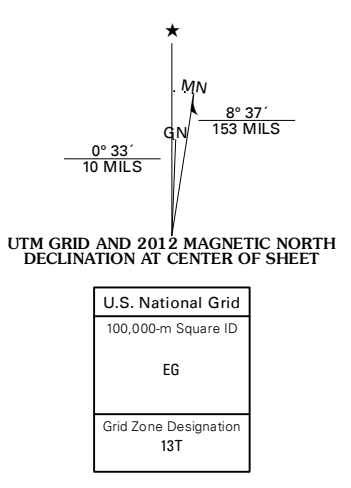 ★
MN
GN
8° 37´
153 MILS
0° 33´
10 MILS
UTM GRID AND 2012 MAGNETIC NORTH
DECLINATION AT CENTER OF SHEET
U.S. National Grid
100,000-m Square ID
EG
Grid Zone Designation
13T